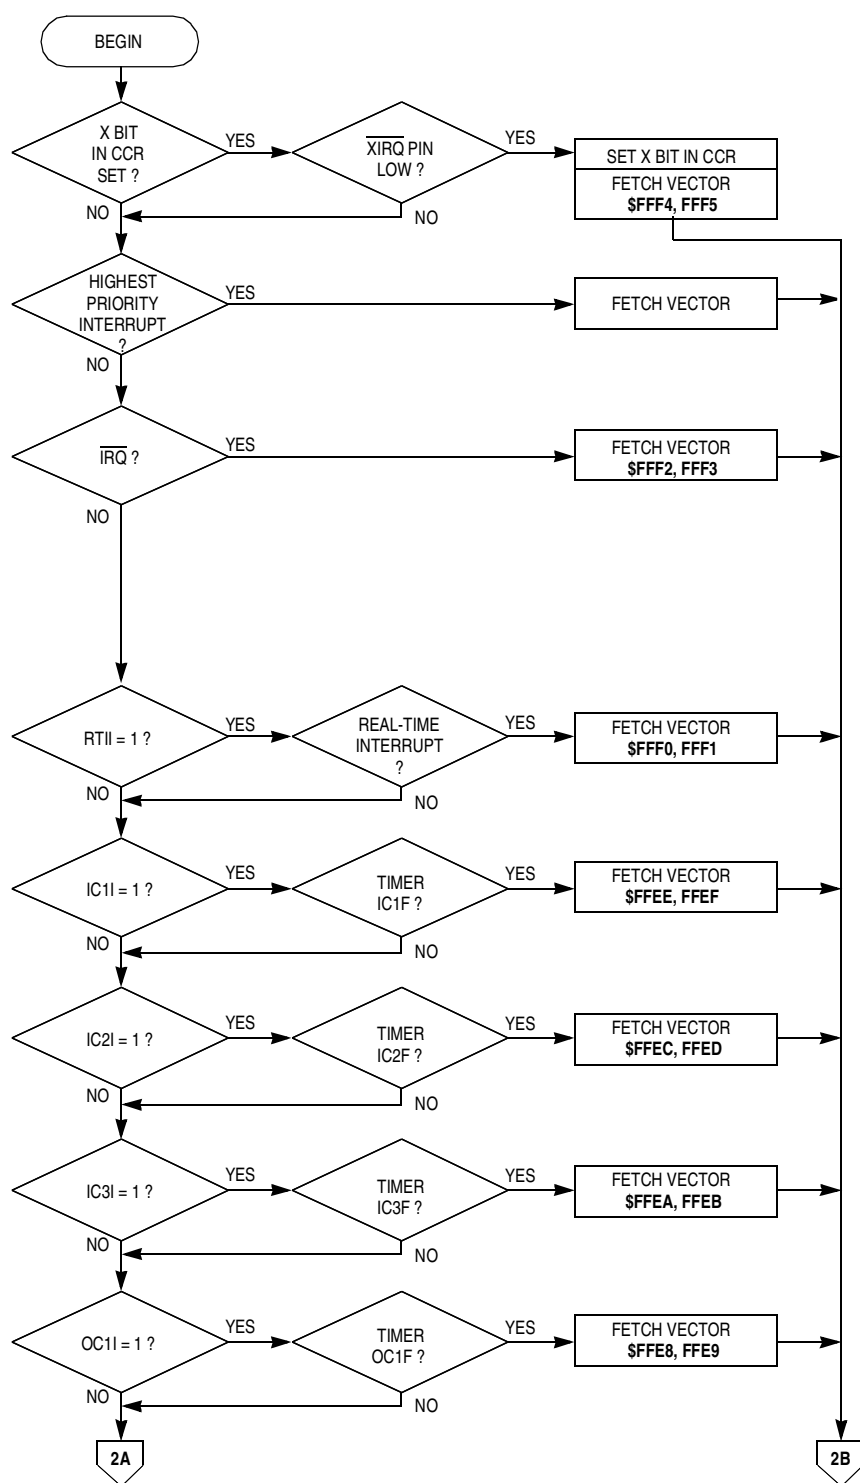 BEGIN
X BIT
IN CCR
SET ?
YES
XIRQ PIN
LOW ?
YES
SET X BIT IN CCR
FETCH VECTOR
$FFF4, FFF5
NO
NO
HIGHEST
PRIORITY
INTERRUPT
?
YES
FETCH VECTOR
NO
IRQ ?
YES
FETCH VECTOR
$FFF2, FFF3
NO
RTII = 1 ?
YES
REAL-TIME
INTERRUPT
?
YES
FETCH VECTOR
$FFF0, FFF1
NO
NO
IC1I = 1 ?
YES
TIMER
IC1F ?
YES
FETCH VECTOR
$FFEE, FFEF
NO
NO
IC2I = 1 ?
YES
TIMER
IC2F ?
YES
FETCH VECTOR
$FFEC, FFED
NO
NO
IC3I = 1 ?
YES
TIMER
IC3F ?
YES
FETCH VECTOR
$FFEA, FFEB
NO
NO
OC1I = 1 ?
YES
TIMER
OC1F ?
YES
FETCH VECTOR
$FFE8, FFE9
NO
NO
2A
2B